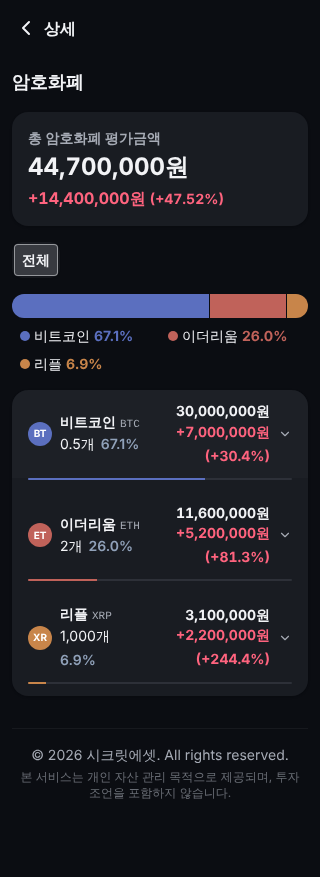 상세
암호화폐
총 암호화폐 평가금액
44,700,000원
+14,400,000원 (+47.52%)
전체
비트코인 67.1% 이더리움 26.0%
리플 6.9%
BT
비트코인 BTC
0.5개 67.1%
30,000,000원
+7,000,000원
(+30.4%)
ET
이더리움 ETH
2개 26.0%
11,600,000원
+5,200,000원
(+81.3%)
XR
리플 XRP
1,000개
6.9%
3,100,000원
+2,200,000원
(+244.4%)
© 2026 시크릿에셋. All rights reserved.
본 서비스는 개인 자산 관리 목적으로 제공되며, 투자
조언을 포함하지 않습니다.